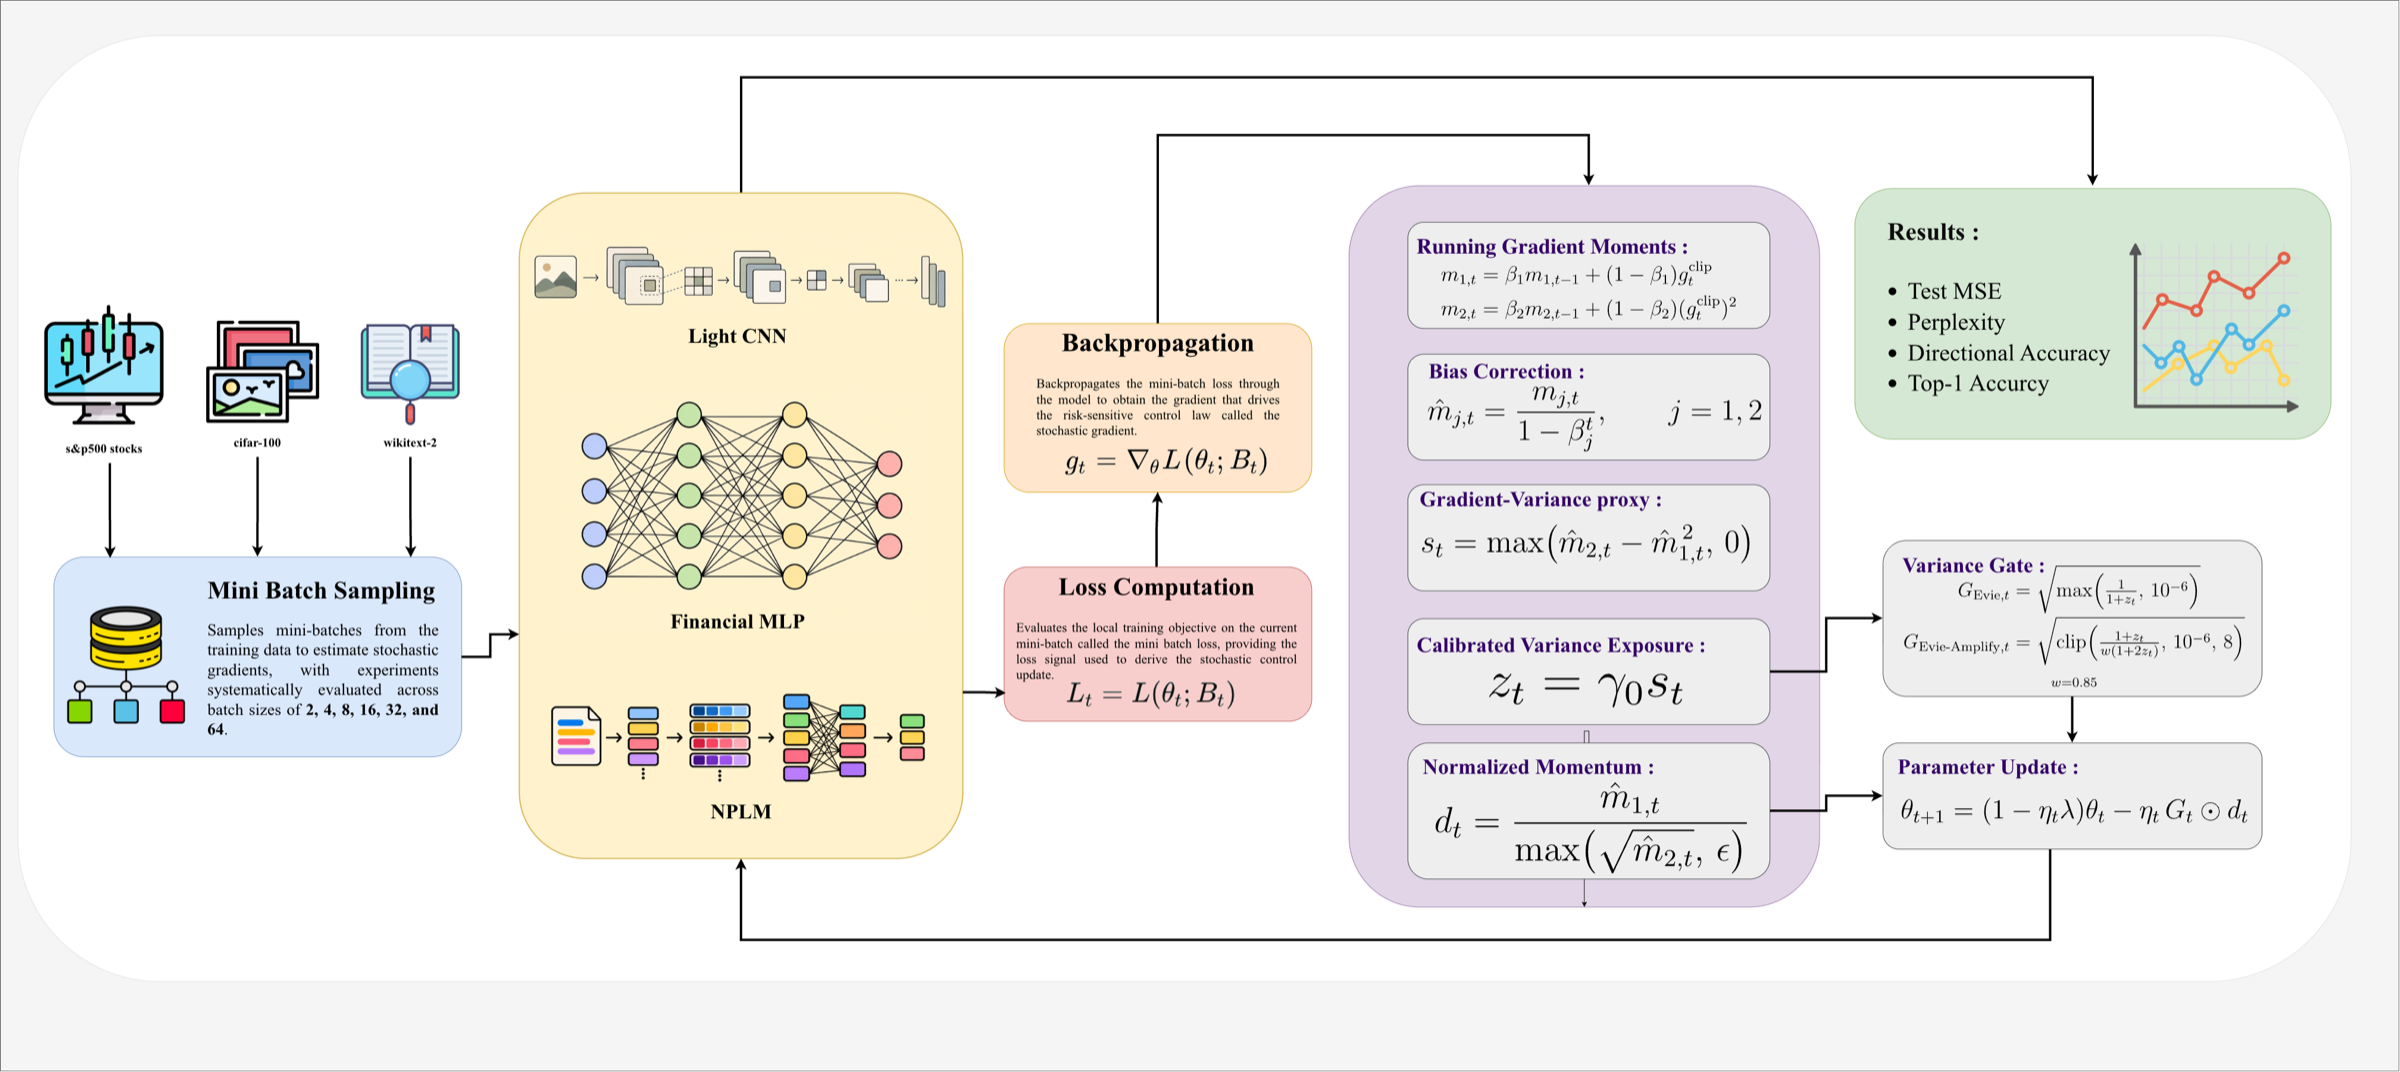 s&p500 stocks
cifar-100
wikitext-2
Mini Batch Sampling
Samples mini-batches from the
training data to estimate stochastic
gradients, with experiments
systematically evaluated across
batch sizes of 2, 4, 8, 16, 32, and
64.
Light CNN
Financial MLP
NPLM
Backpropagation
Backpropagates the mini-batch loss through
the model to obtain the gradient that drives
the risk-sensitive control law called the
stochastic gradient.
g_t = ∇_θ L(θ_t; B_t)
Loss Computation
Evaluates the local training objective on the current
mini-batch called the mini batch loss, providing the
loss signal used to derive the stochastic control
update.
L_t = L(θ_t; B_t)
Running Gradient Moments :
m_{1,t} = β_1 m_{1,t−1} + (1 − β_1) g_t^{clip}
m_{2,t} = β_2 m_{2,t−1} + (1 − β_2)(g_t^{clip})^2
Bias Correction :
m̂_{j,t} = \frac{m_{j,t}}{1 − β_j^t}, j = 1, 2
Gradient-Variance proxy :
s_t = max(m̂_{2,t} − m̂_{1,t}^2, 0)
Calibrated Variance Exposure :
z_t = γ_0 s_t
Normalized Momentum :
d_t = \frac{m̂_{1,t}}{max(√{m̂_{2,t}}, ϵ)}
Results :
• Test MSE
• Perplexity
• Directional Accuracy
• Top-1 Accurcy
Variance Gate :
G_{Evie,t} = √{max(\frac{1}{1+z_t}, 10^{−6})}
G_{Evie-Amplify,t} = √{clip(\frac{1+z_t}{w(1+2z_t)}, 10^{−6}, 8)}
w=0.85
Parameter Update :
θ_{t+1} = (1 − η_t λ)θ_t − η_t G_t ⊙ d_t